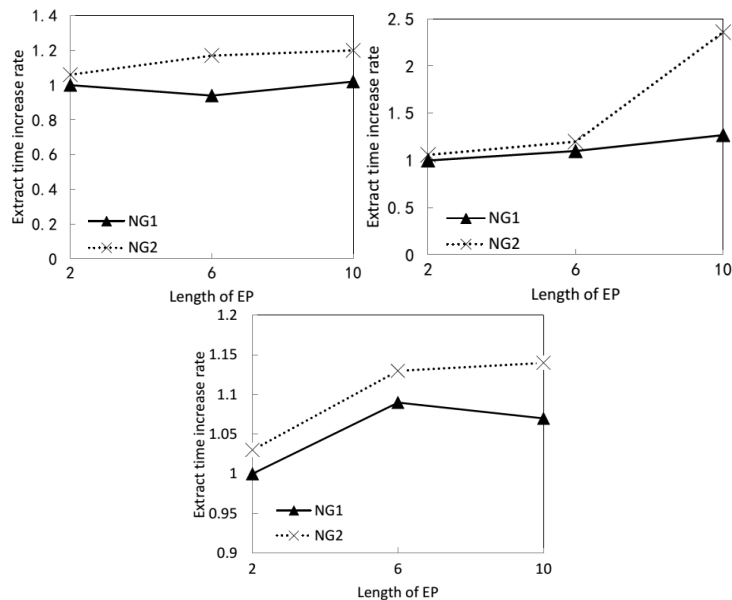 Extract time increase rate
1.4
1.2
1
0.8
0.6
0.4
0.2
0
NG1
NG2
2
6
10
Length of EP
Extract time increase rate
2.5
2
1.5
1
0.5
0
NG1
NG2
2
6
10
Length of EP
Extract time increase rate
1.2
1.15
1.1
1.05
1
0.95
0.9
NG1
NG2
2
6
10
Length of EP